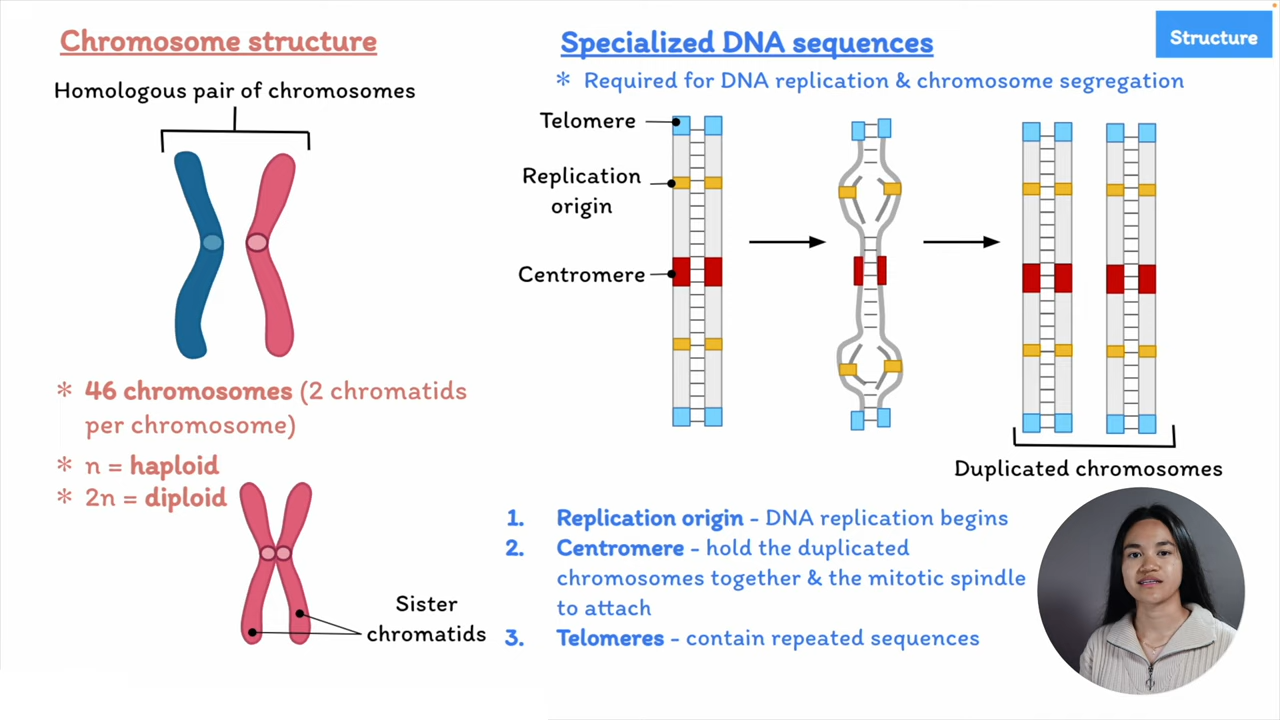 Chromosome structure
Homologous pair of chromosomes
* 46 chromosomes (2 chromatids
per chromosome)
* n = haploid
* 2n = diploid
Sister
chromatids
Specialized DNA sequences
* Required for DNA replication & chromosome segregation
Structure
Telomere
Replication
origin
Centromere
Duplicated chromosomes
1. Replication origin - DNA replication begins
2. Centromere - hold the duplicated
chromosomes together & the mitotic spindle
to attach
3. Telomeres - contain repeated sequences